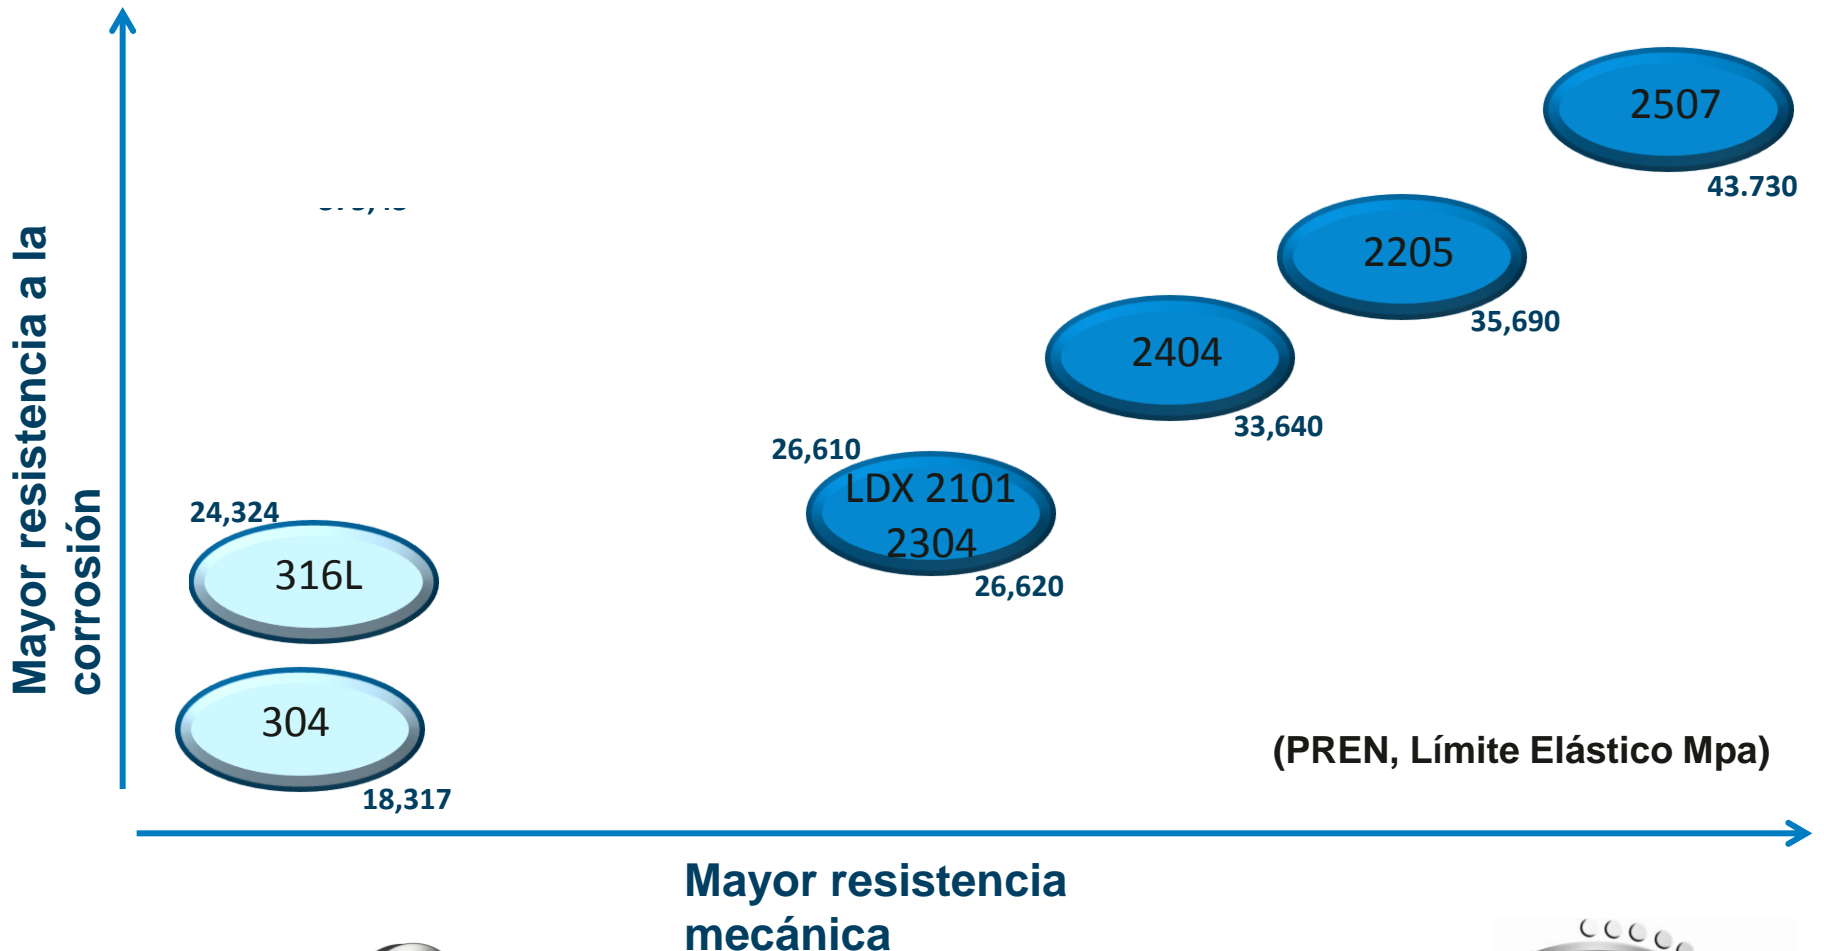 2507
43.730
2205
35,690
2404
33,640
26,610
LDX 2101
2304
26,620
24,324
316L
304
18,317
Mayor resistencia a la
corrosión
(PREN, Límite Elástico Mpa)
Mayor resistencia
mecánica